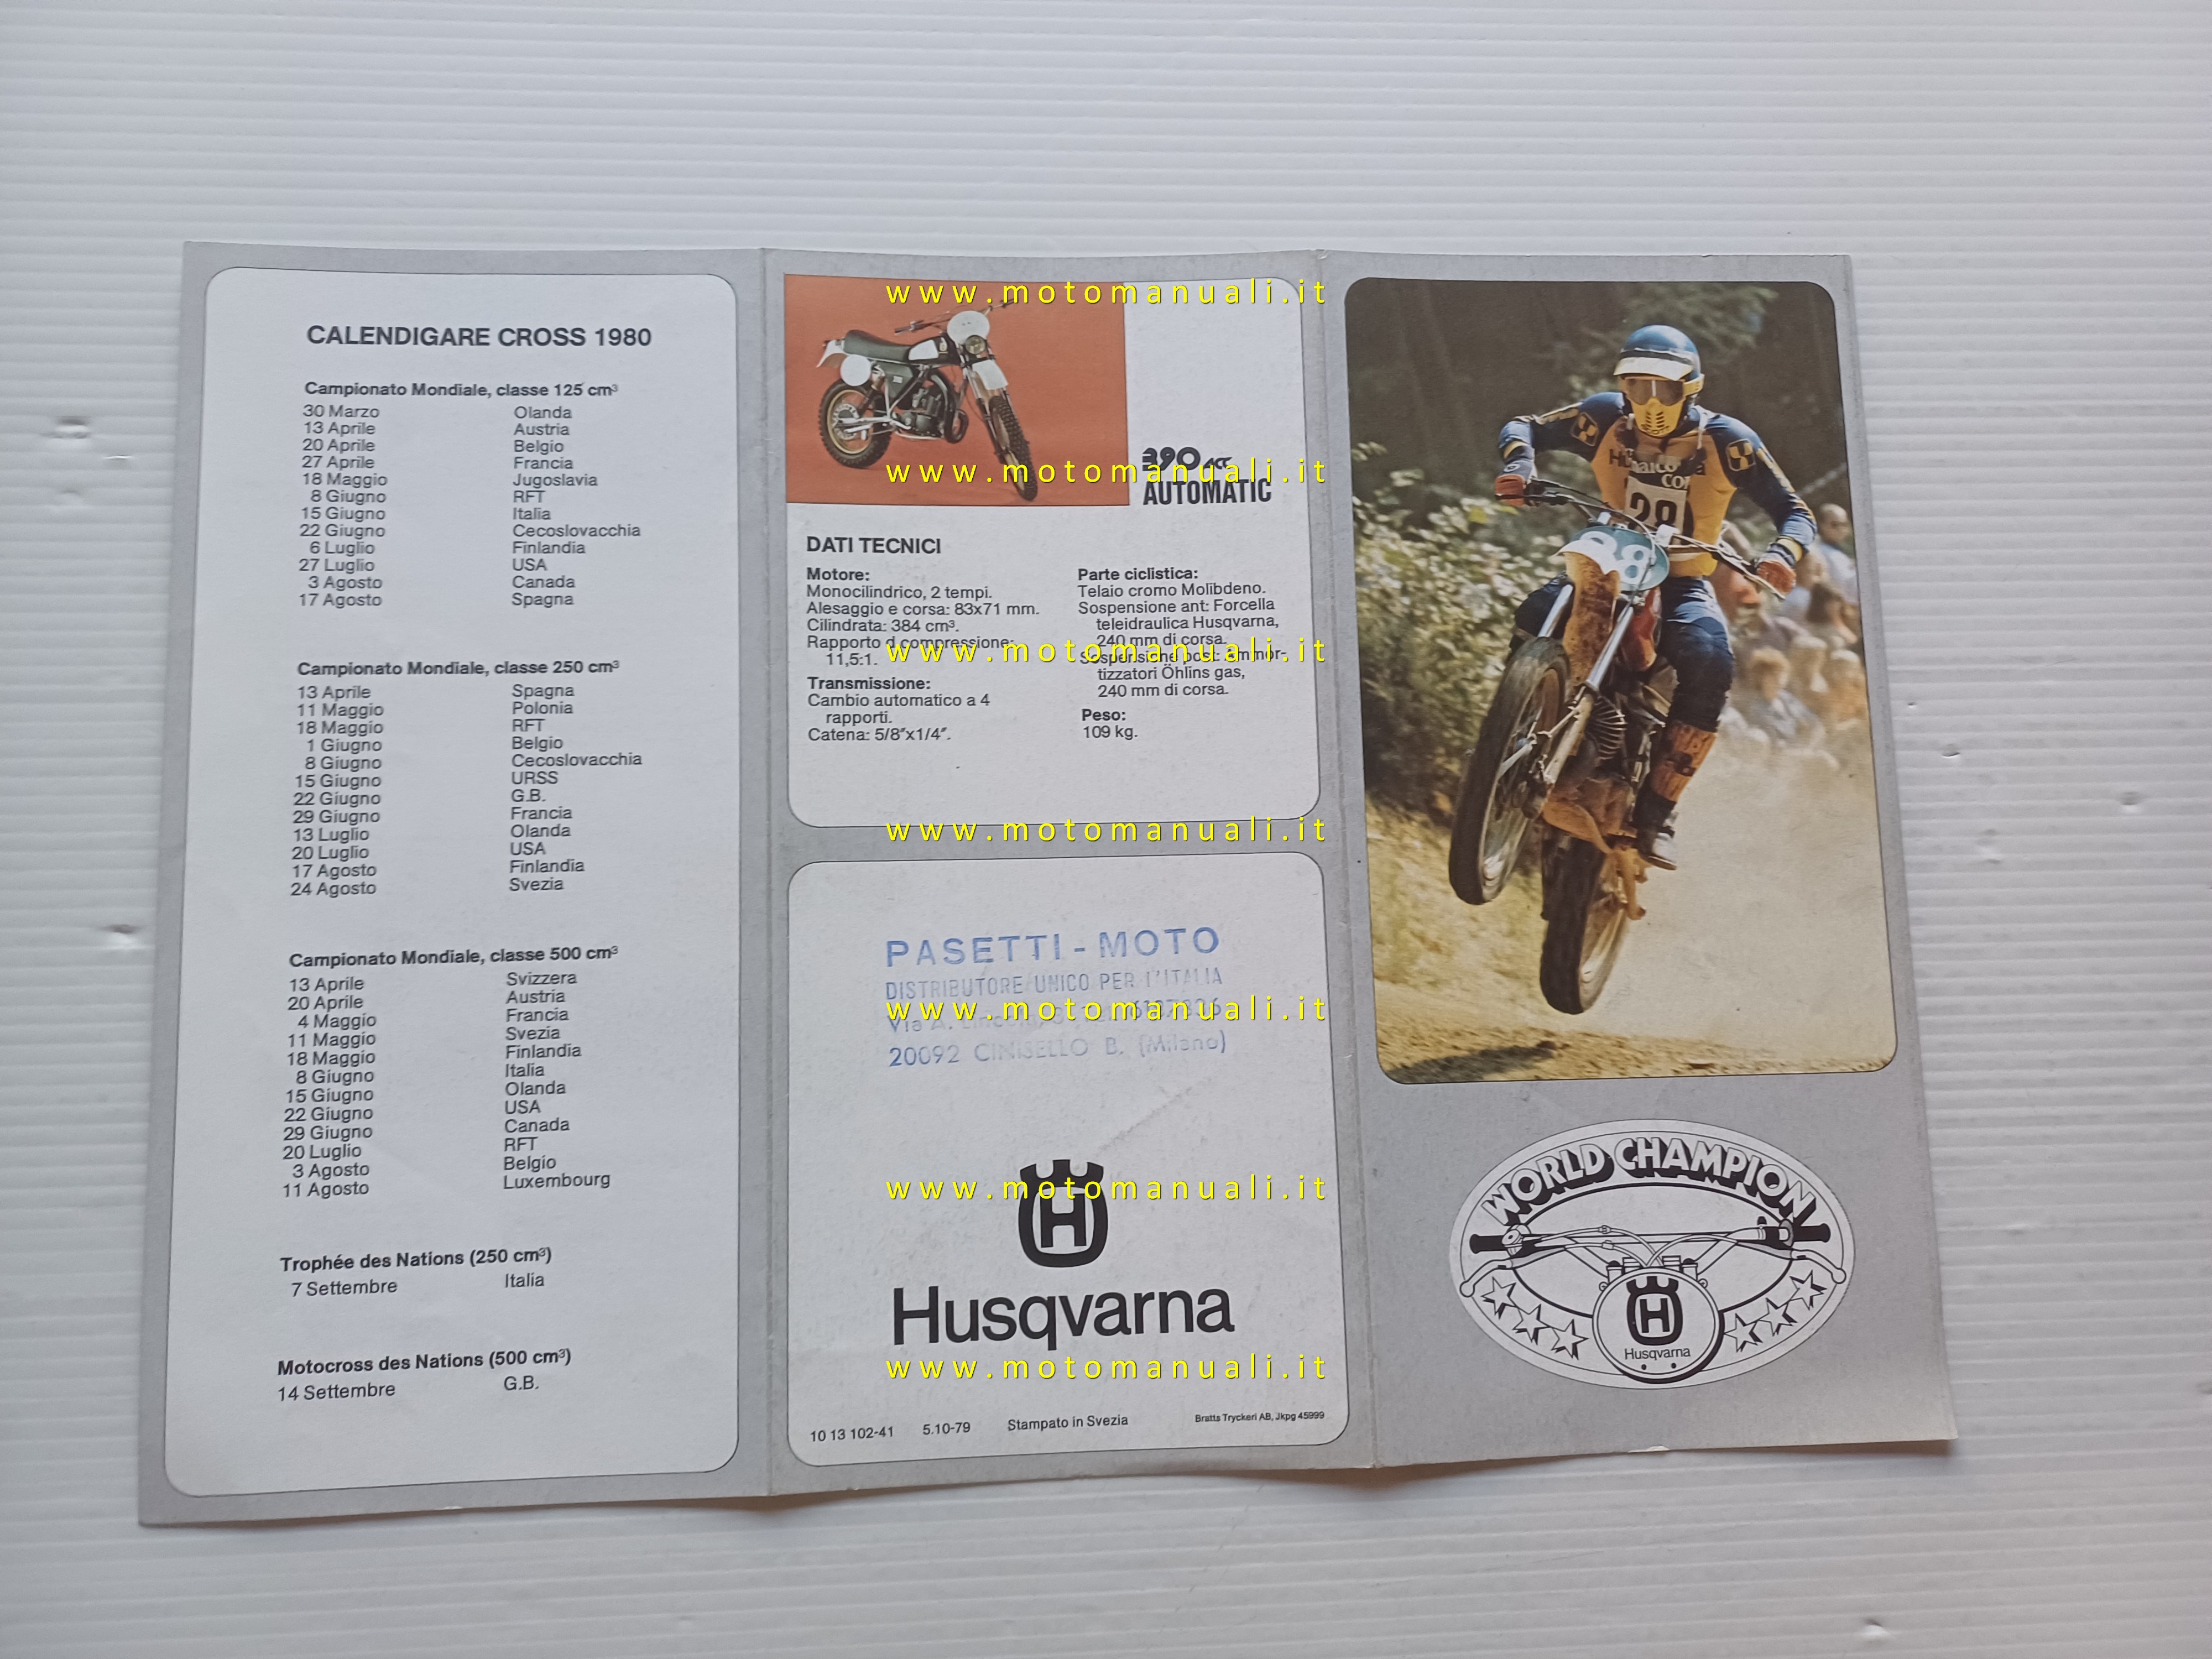 CALENDIGARE CROSS 1980
Campionato Mondiale, classe 125 cm³
30 Marzo Olanda
13 Aprile Austria
20 Aprile Belgio
27 Aprile Francia
18 Maggio Jugoslavia
8 Giugno RFT
15 Giugno Italia
22 Giugno Cecoslovacchia
6 Luglio Finlandia
27 Luglio USA
3 Agosto Canada
17 Agosto Spagna
Campionato Mondiale, classe 250 cm³
13 Aprile Spagna
11 Maggio Polonia
18 Maggio RFT
1 Giugno Belgio
8 Giugno Cecoslovacchia
15 Giugno URSS
22 Giugno G.B.
29 Giugno Francia
13 Luglio Olanda
20 Luglio USA
17 Agosto Finlandia
24 Agosto Svezia
Campionato Mondiale, classe 500 cm³
13 Aprile Svizzera
20 Aprile Austria
4 Maggio Francia
11 Maggio Svezia
18 Maggio Finlandia
8 Giugno Italia
15 Giugno Olanda
22 Giugno USA
29 Giugno Canada
20 Luglio RFT
3 Agosto Belgio
11 Agosto Luxembourg
Trophée des Nations (250 cm³)
7 Settembre Italia
Motocross des Nations (500 cm³)
14 Settembre G.B.
www.motomanuali.it
390
www.motomanuali.it
AUTOMATIC
DATI TECNICI
Motore:
Monocilindrico, 2 tempi.
Alesaggio e corsa: 83x71 mm.
Cilindrata: 384 cm³.
Rapporto d compressione:
11,5:1.
Transmissione:
Cambio automatico a 4
rapporti.
Catena: 5/8″x1/4″.
Parte ciclistica:
Telaio cromo Molibdeno.
Sospensione ant: Forcella
teleidraulica Husqvarna,
240 mm di corsa.
Sospensione post: Ammor-
tizzatori Öhlins gas,
240 mm di corsa.
Peso:
109 kg.
www.motomanuali.it
www.motomanuali.it
PASETTI - MOTO
DISTRIBUTORE UNICO PER L'ITALIA
Via A.
www.motomanuali.it
20092 CINISELLO B. (Milano)
www.motomanuali.it
H
Husqvarna
www.motomanuali.it
10 13 102-41 5.10-79 Stampato in Svezia Bratts Tryckeri AB, Jkpg 45999
28
WORLD CHAMPION
H
Husqvarna